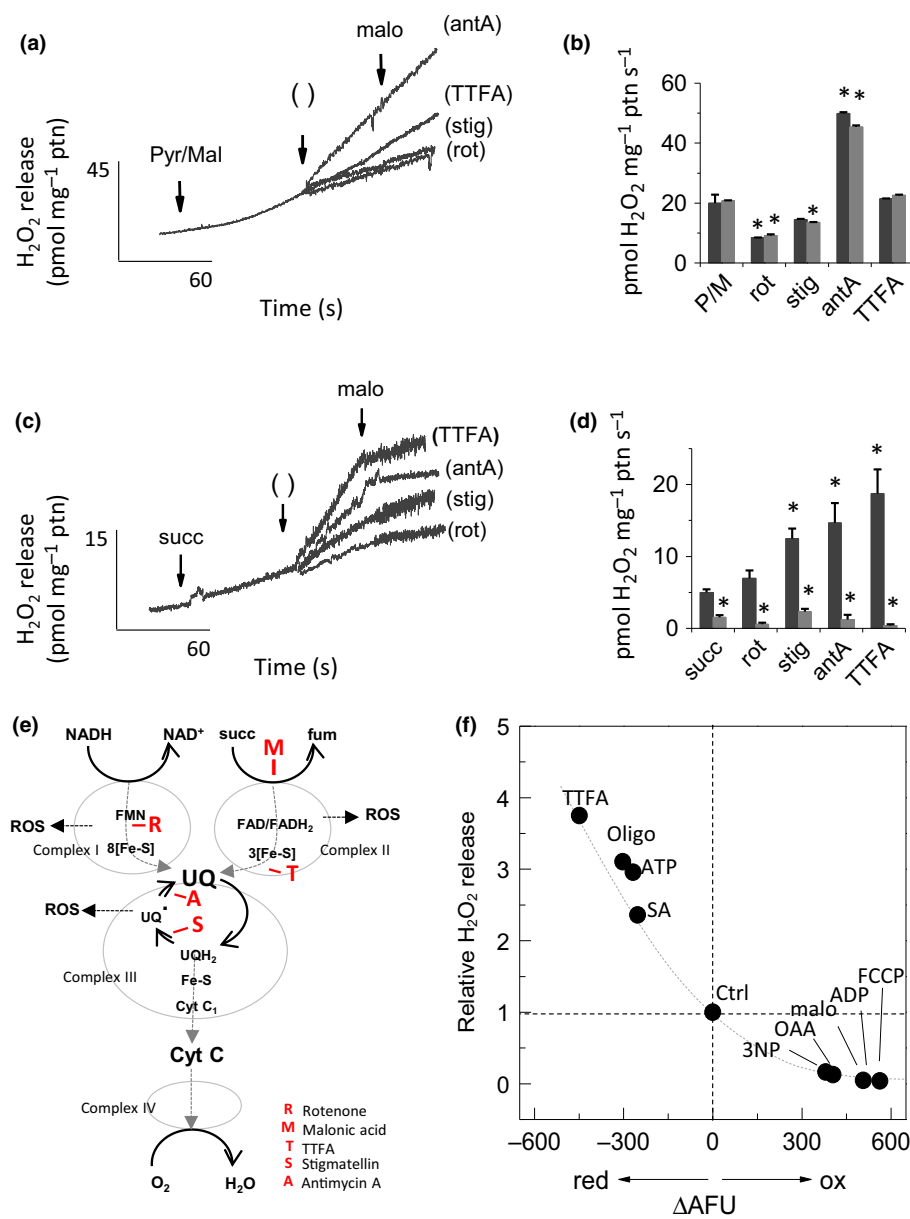 (a)
malo
(antA)
( )
(TTFA)
(stig)
(rot)
Pyr/Mal
45
H₂O₂ release
(pmol mg⁻¹ ptn)
60
Time (s)
(b)
pmol H₂O₂ mg⁻¹ ptn s⁻¹
60
40
20
0
* *
*
* *
P/M
rot
stig
antA
TTFA
(c)
malo
(TTFA)
( )
(antA)
(stig)
(rot)
succ
15
H₂O₂ release
(pmol mg⁻¹ ptn)
60
Time (s)
(d)
pmol H₂O₂ mg⁻¹ ptn s⁻¹
20
10
0
*
*
*
*
*
*
*
*
succ
rot
stig
antA
TTFA
(e)
NADH
NAD⁺
succ
fum
M
ROS
FMN
R
Complex I
8[Fe-S]
FAD/FADH₂
3[Fe-S]
T
Complex II
ROS
UQ
A
ROS
UQ˙
S
UQH₂
Complex III
Fe-S
Cyt C₁
Cyt C
Complex IV
O₂
H₂O
R Rotenone
M Malonic acid
T TTFA
S Stigmatellin
A Antimycin A
(f)
Relative H₂O₂ release
5
4
3
2
1
0
TTFA
Oligo
ATP
SA
Ctrl
3NP
OAA
malo
ADP
FCCP
−600
−300
0
300
600
red
ox
ΔAFU